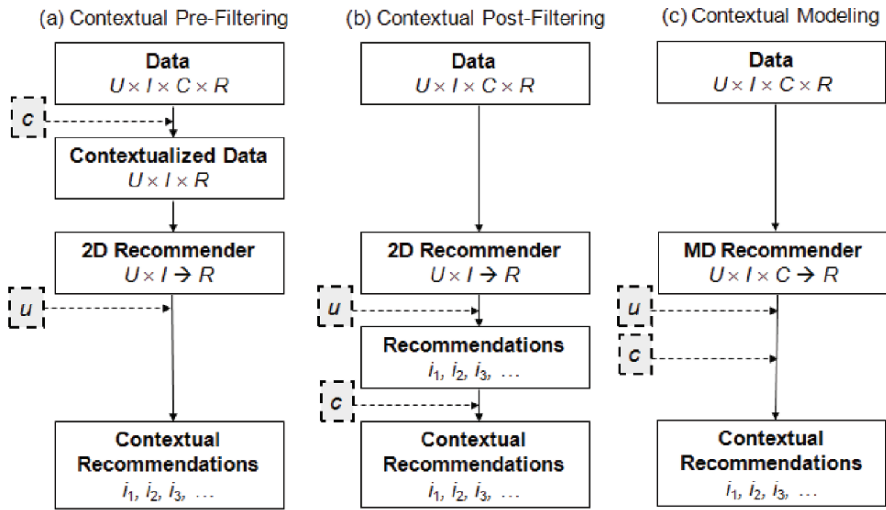 (a) Contextual Pre-Filtering
Data
U × I × C × R
c
Contextualized Data
U × I × R
2D Recommender
U × I → R
u
Contextual
Recommendations
i1, i2, i3, …
(b) Contextual Post-Filtering
Data
U × I × C × R
2D Recommender
U × I → R
u
Recommendations
i1, i2, i3, …
c
Contextual
Recommendations
i1, i2, i3, …
(c) Contextual Modeling
Data
U × I × C × R
MD Recommender
U × I × C → R
u
c
Contextual
Recommendations
i1, i2, i3, …